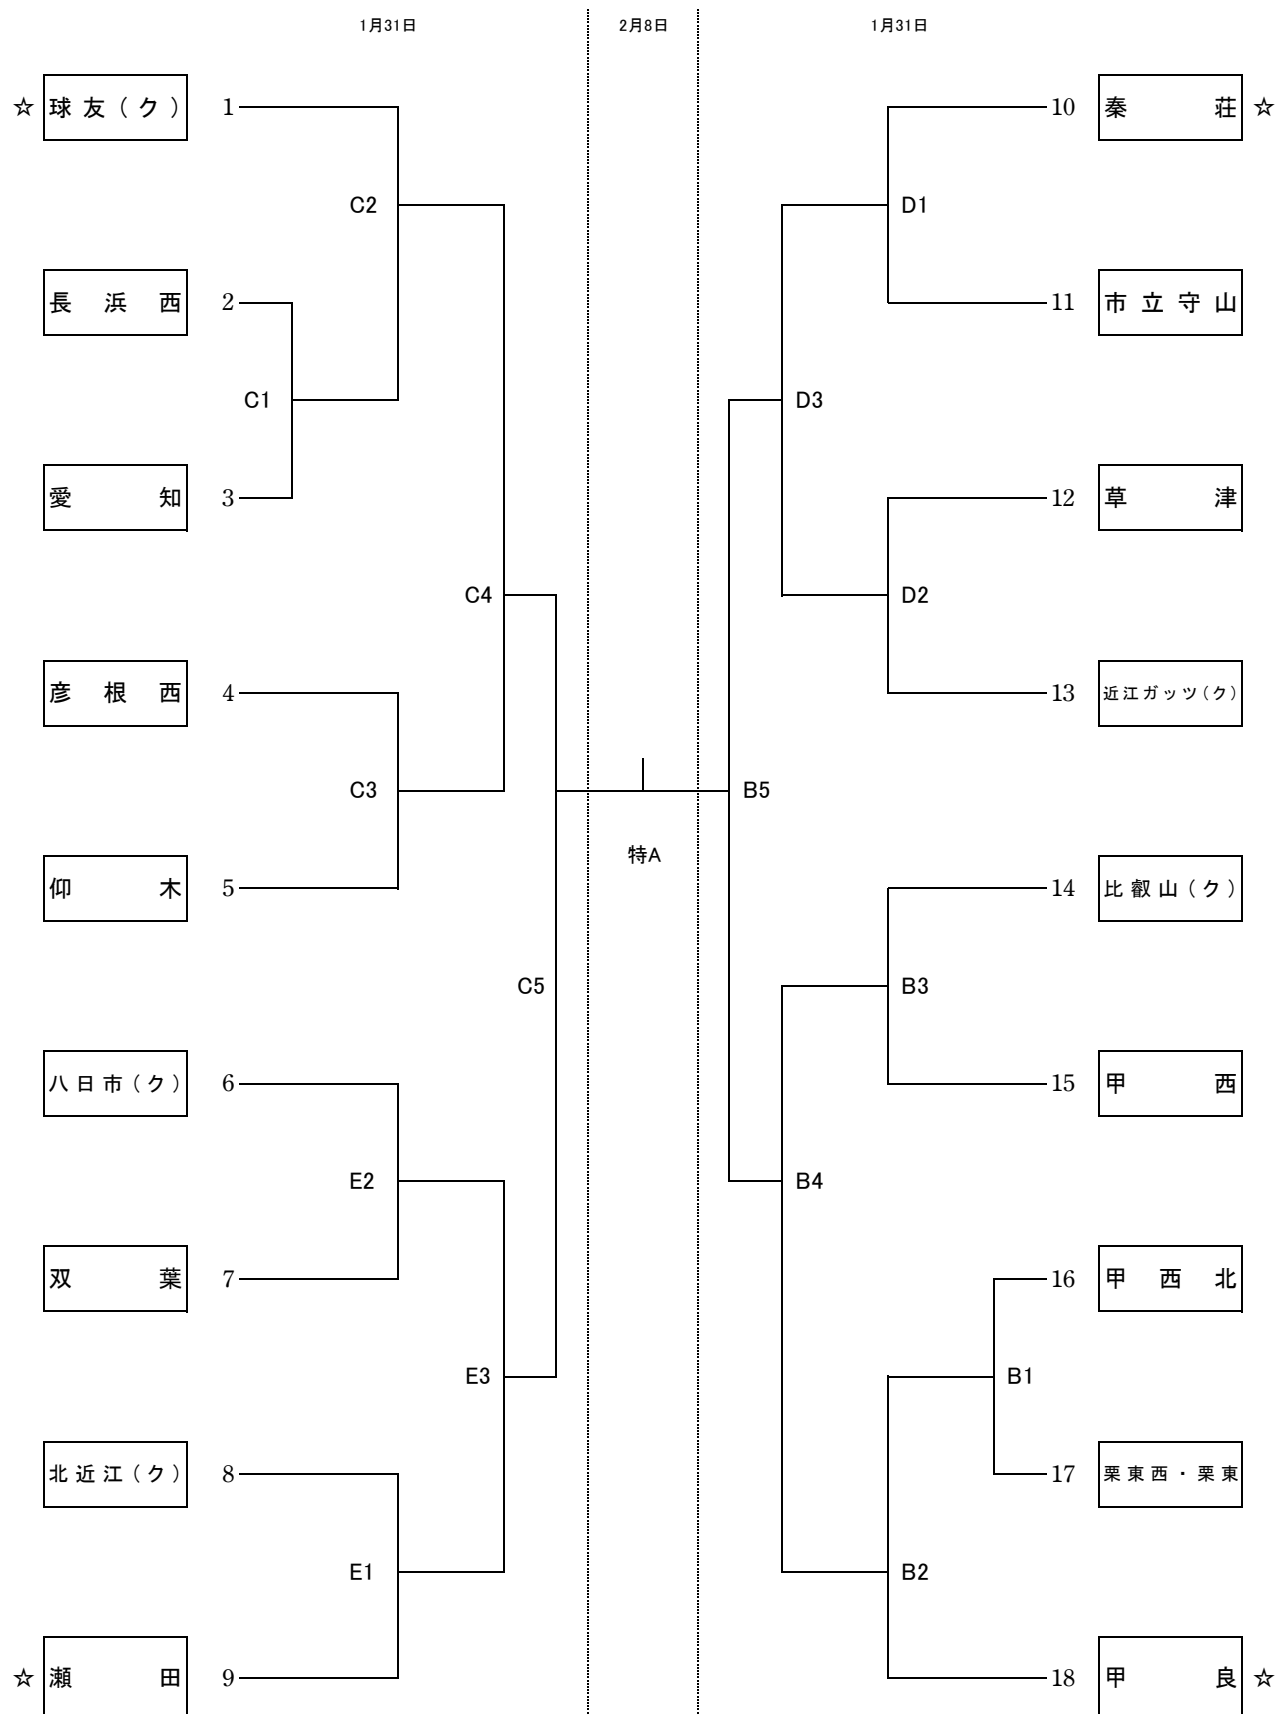 1月31日 2月8日 1月31日
☆ 球友(ク) 1
10 秦荘 ☆
C2
D1
長浜西 2
11 市立守山
C1
D3
愛知 3
12 草津
C4
D2
彦根西 4
13 近江ガッツ(ク)
C3
B5
特A
仰木 5
14 比叡山(ク)
C5
B3
八日市(ク) 6
15 甲西
E2
B4
双葉 7
16 甲西北
E3
B1
北近江(ク) 8
17 栗東西・栗東
E1
B2
☆ 瀬田 9
18 甲良 ☆